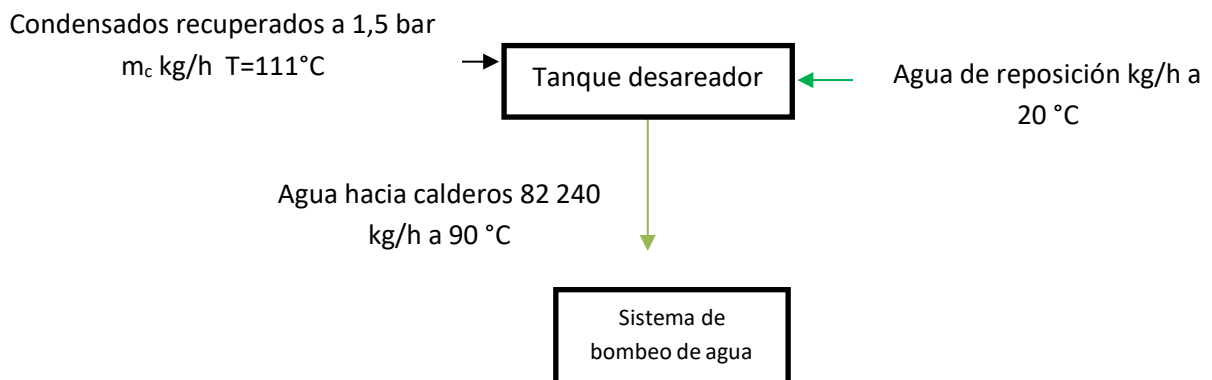 Condensados recuperados a 1,5 bar
mc kg/h  T=111°C
Tanque desareador
Agua de reposición kg/h a
20 °C
Agua hacia calderos 82 240
kg/h a 90 °C
Sistema de
bombeo de agua